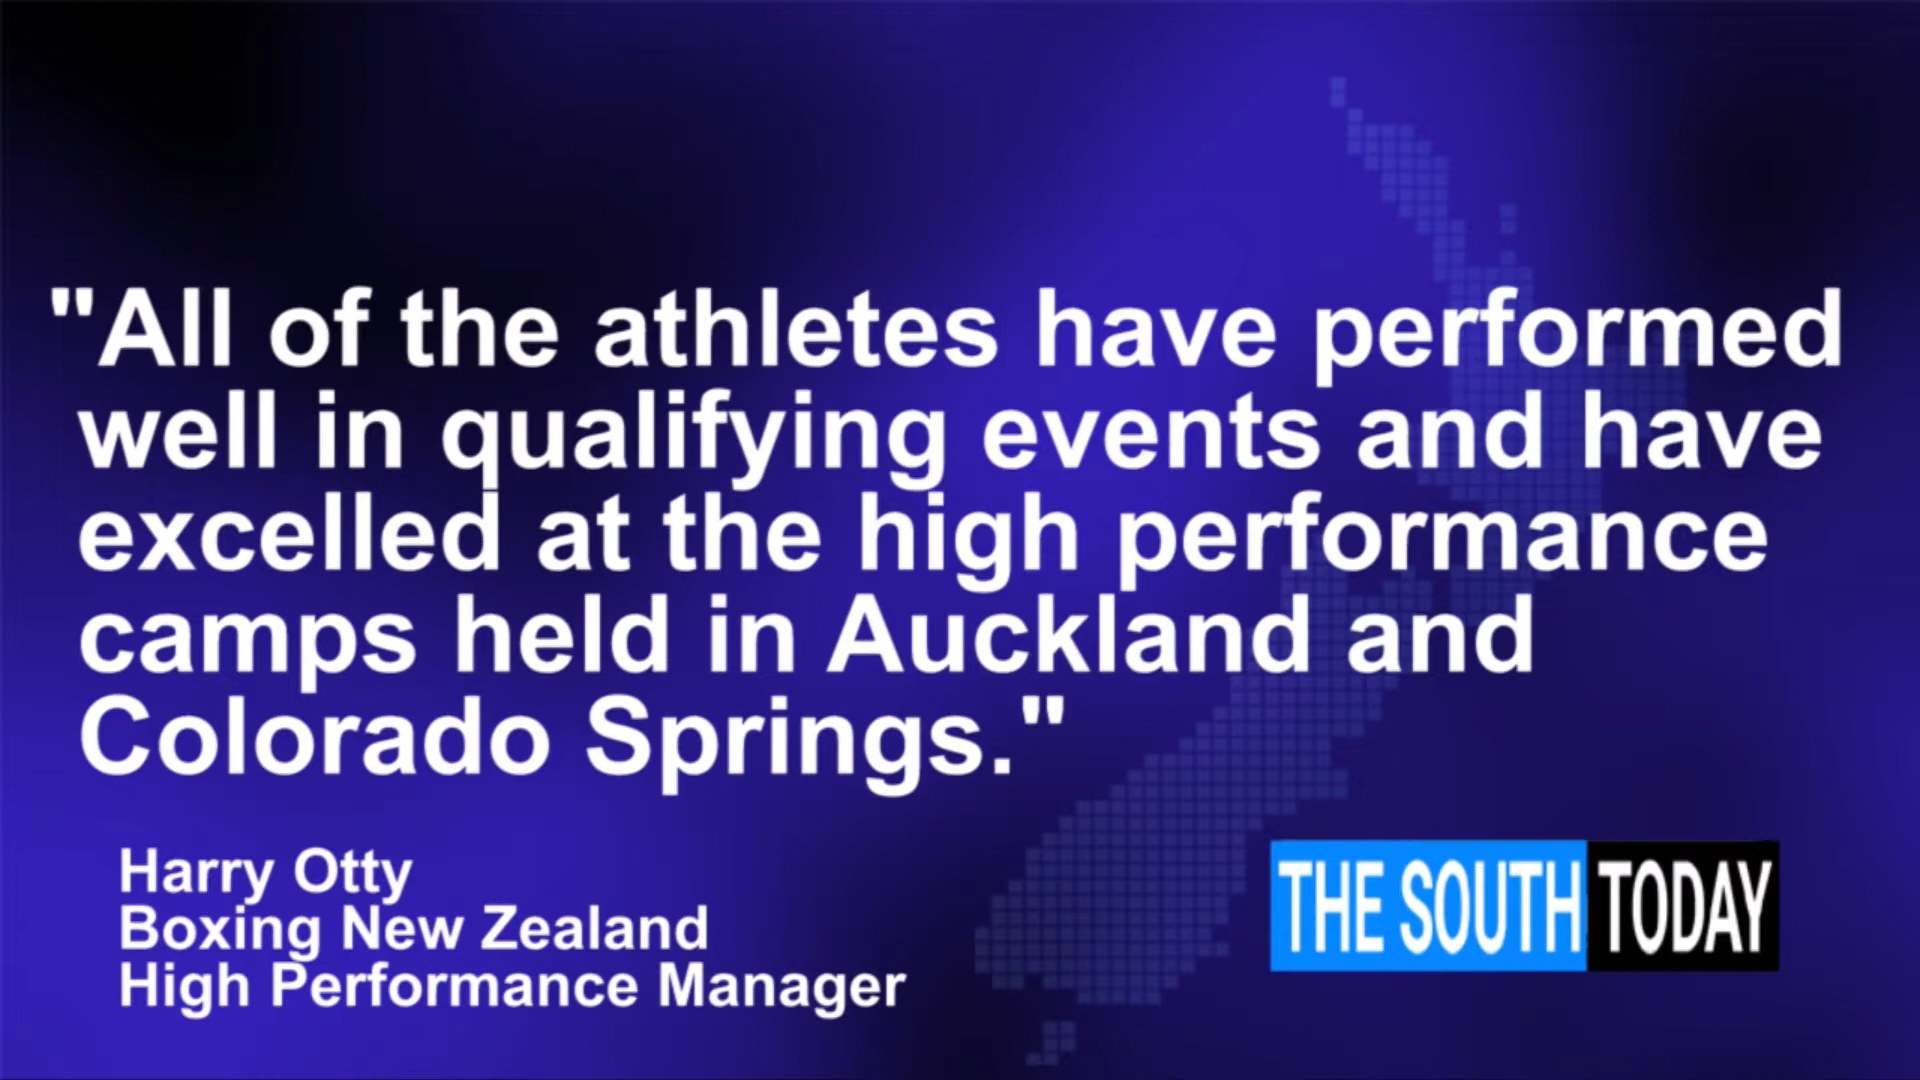 "All of the athletes have performed
well in qualifying events and have
excelled at the high performance
camps held in Auckland and
Colorado Springs."
Harry Otty
Boxing New Zealand
High Performance Manager
THE SOUTH TODAY